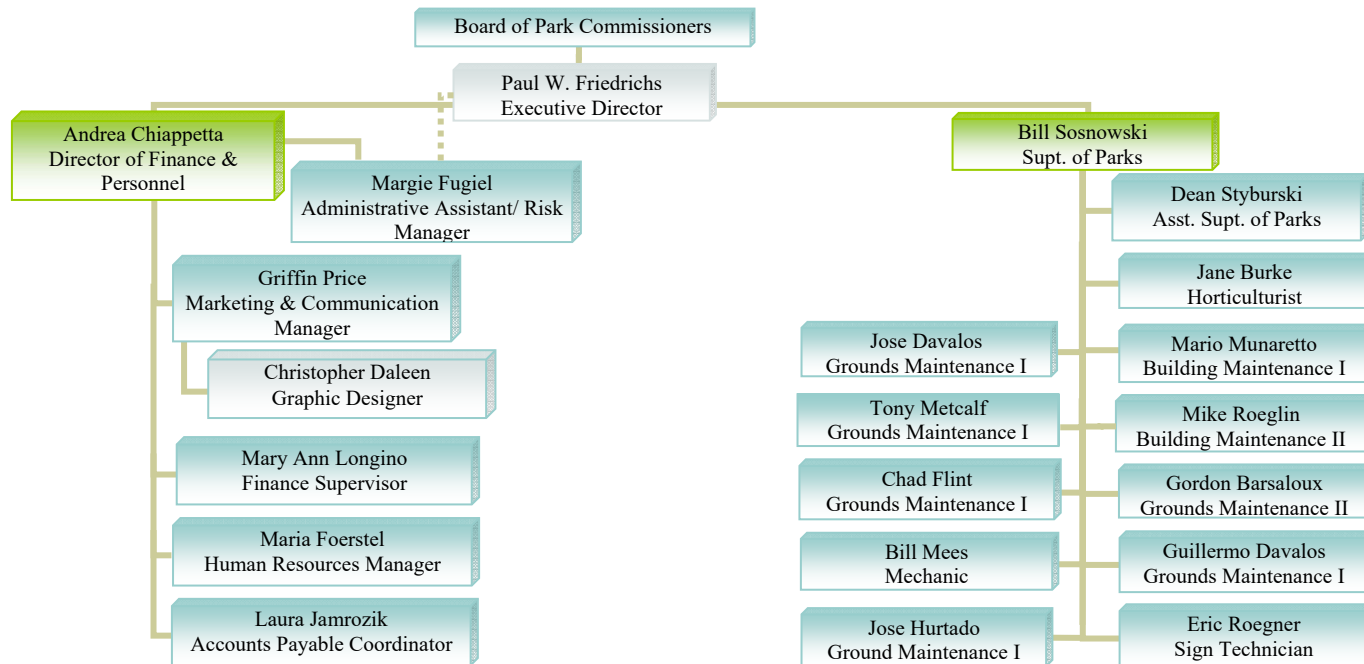 Board of Park Commissioners
Paul W. Friedrichs
Executive Director
Andrea Chiappetta
Director of Finance &
Personnel
Margie Fugiel
Administrative Assistant/ Risk
Manager
Griffin Price
Marketing & Communication
Manager
Christopher Daleen
Graphic Designer
Mary Ann Longino
Finance Supervisor
Maria Foerstel
Human Resources Manager
Laura Jamrozik
Accounts Payable Coordinator
Bill Sosnowski
Supt. of Parks
Dean Styburski
Asst. Supt. of Parks
Jane Burke
Horticulturist
Jose Davalos
Grounds Maintenance I
Mario Munaretto
Building Maintenance I
Tony Metcalf
Grounds Maintenance I
Mike Roeglin
Building Maintenance II
Chad Flint
Grounds Maintenance I
Gordon Barsaloux
Grounds Maintenance II
Bill Mees
Mechanic
Guillermo Davalos
Grounds Maintenance I
Jose Hurtado
Ground Maintenance I
Eric Roegner
Sign Technician